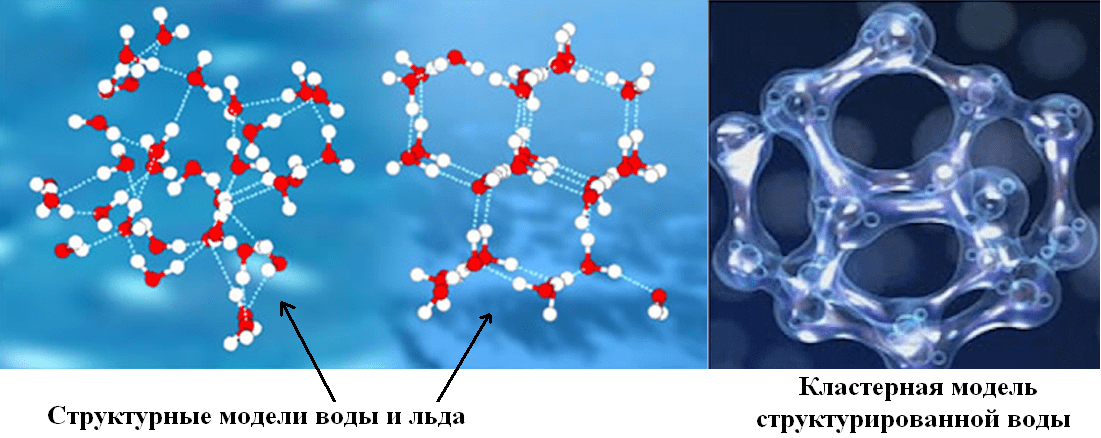 Структурные модели воды и льда
Кластерная модель
структурированной воды